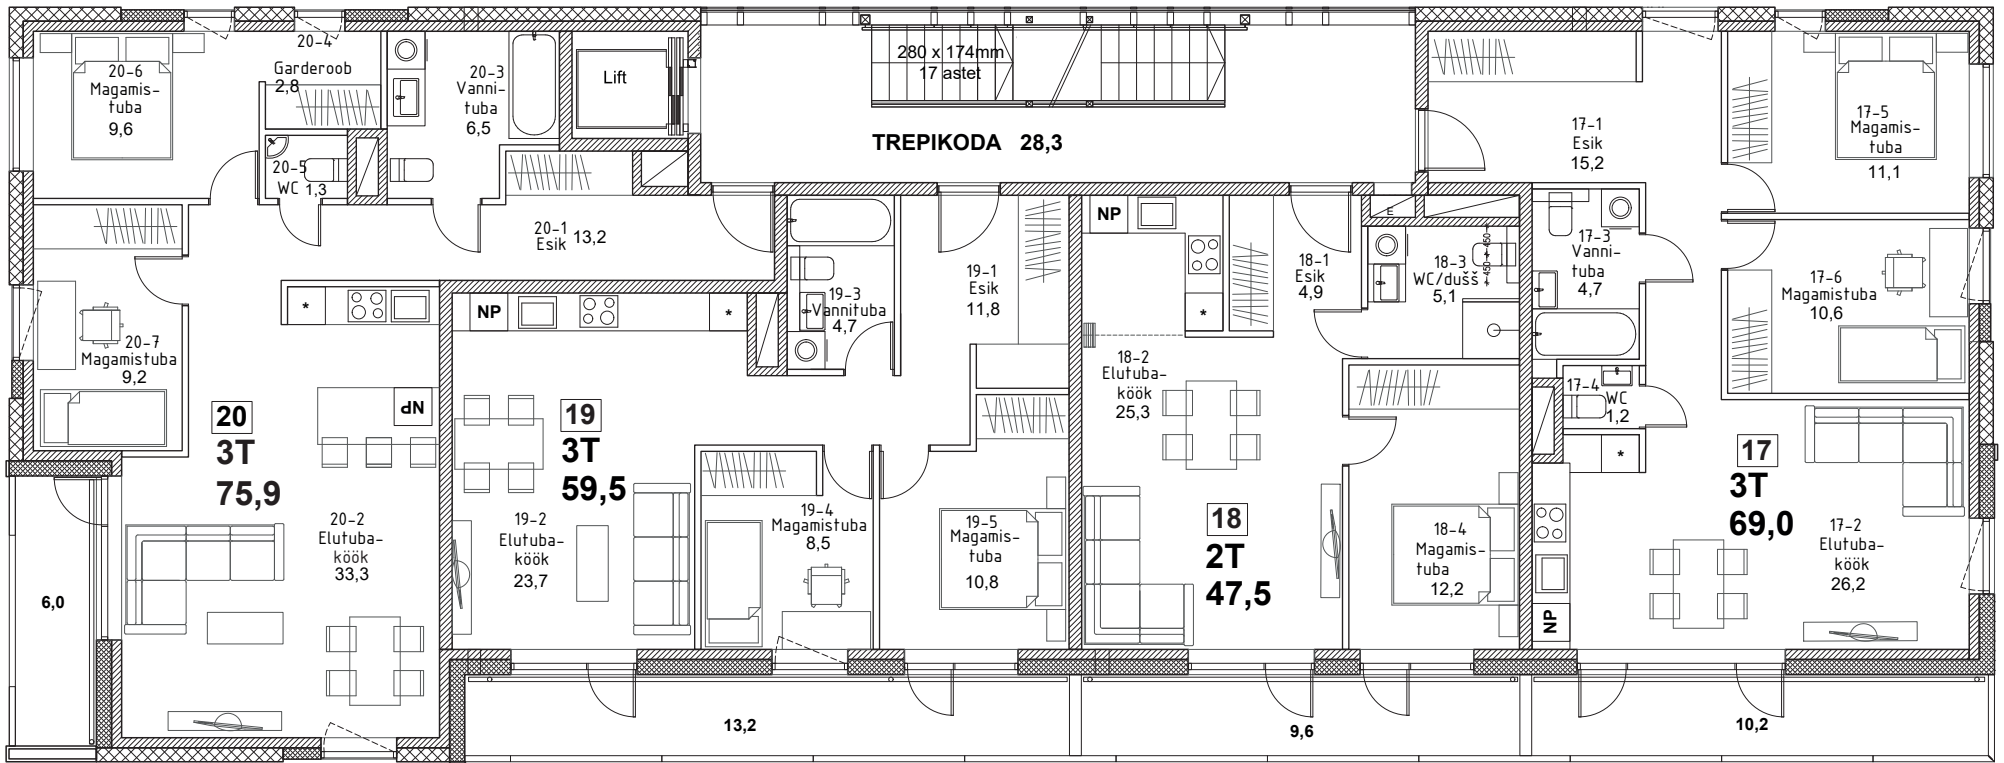 20-6
Magamis-
tuba
9,6
20-4
Garderoob
2,8
20-5
WC 1,3
20-3
Vanni-
tuba
6,5
Lift
280 x 174mm
17 astet
TREPIKODA 28,3
17-1
Esik
15,2
17-5
Magamis-
tuba
11,1
20-1
Esik 13,2
NP
19-3
Vannituba
4,7
19-1
Esik
11,8
NP
*
18-1
Esik
4,9
E
18-3
WC/dušš
5,1
450
450
17-3
Vanni-
tuba
4,7
17-6
Magamistuba
10,6
20-7
Magamistuba
9,2
*
NP
*
20
3T
75,9
NP
19
3T
59,5
18-2
Elutuba-
köök
25,3
17-4
WC
1,2
*
17
3T
69,0
20-2
Elutuba-
köök
33,3
19-2
Elutuba-
köök
23,7
19-4
Magamistuba
8,5
19-5
Magamis-
tuba
10,8
18
2T
47,5
18-4
Magamis-
tuba
12,2
NP
17-2
Elutuba-
köök
26,2
6,0
13,2
9,6
10,2